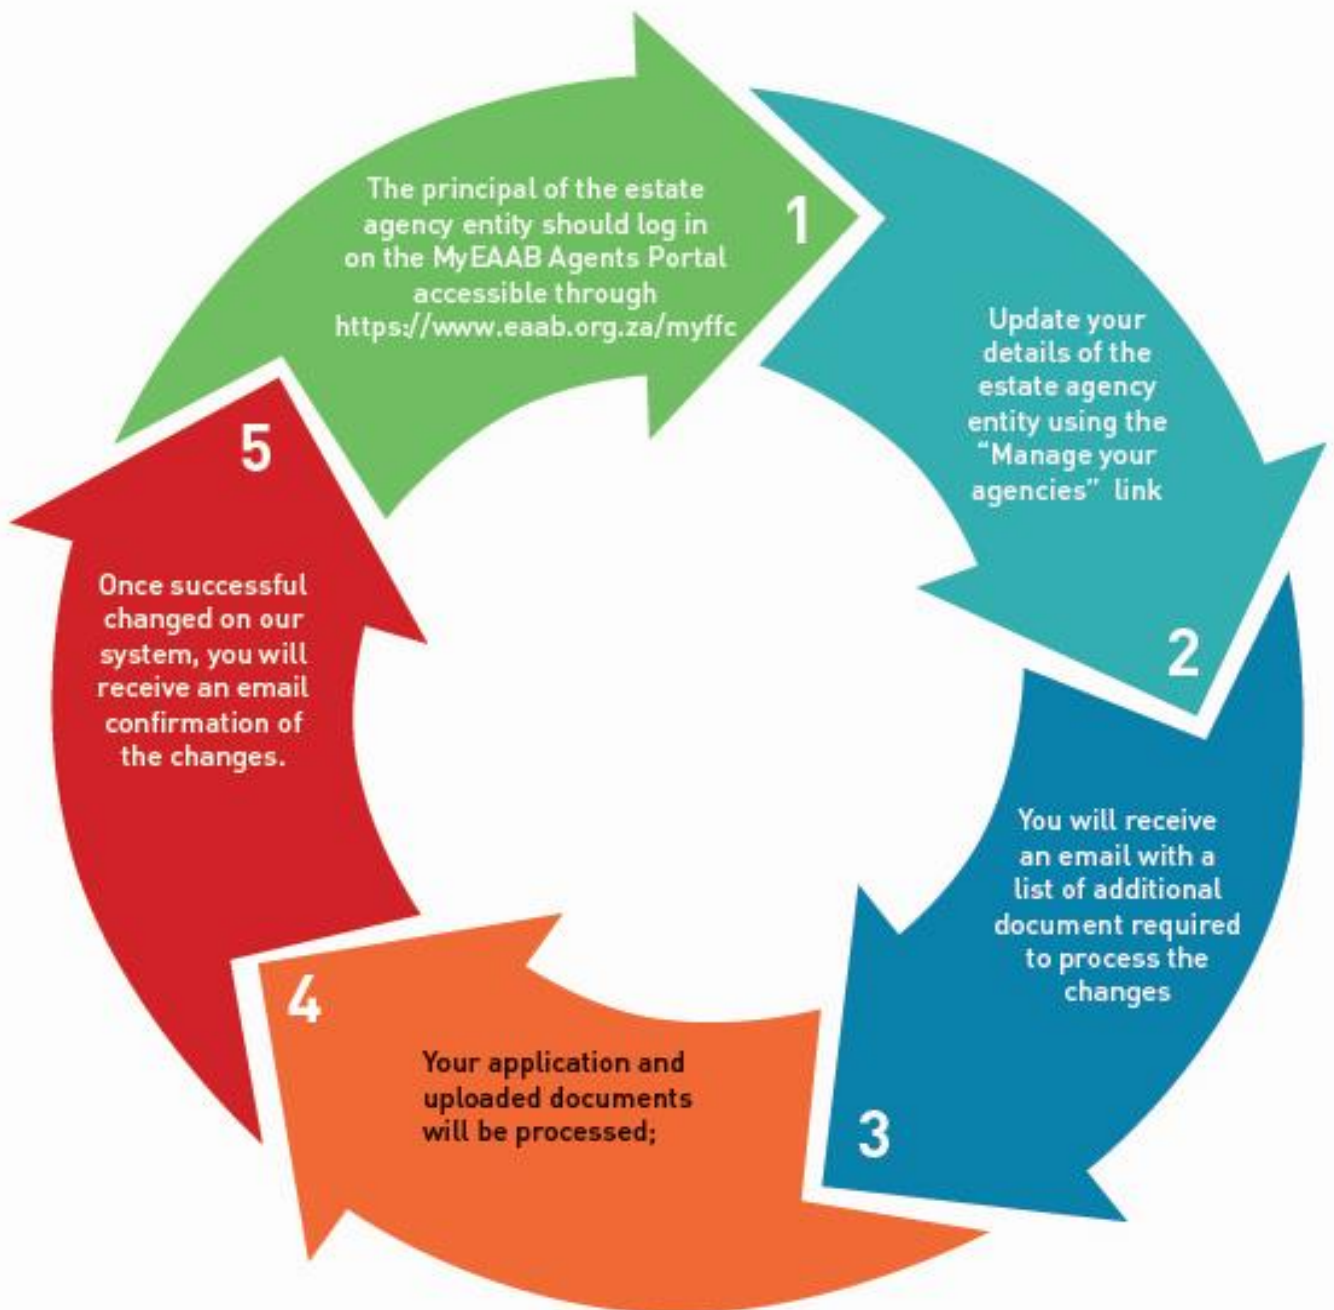 The principal of the estate
agency entity should log in
on the MyEAAB Agents Portal
accessible through
https://www.eaab.org.za/myffc
1
Update your
details of the
estate agency
entity using the
“Manage your
agencies” link
2
You will receive
an email with a
list of additional
document required
to process the
changes
3
Your application and
uploaded documents
will be processed;
4
Once successful
changed on our
system, you will
receive an email
confirmation of
the changes.
5